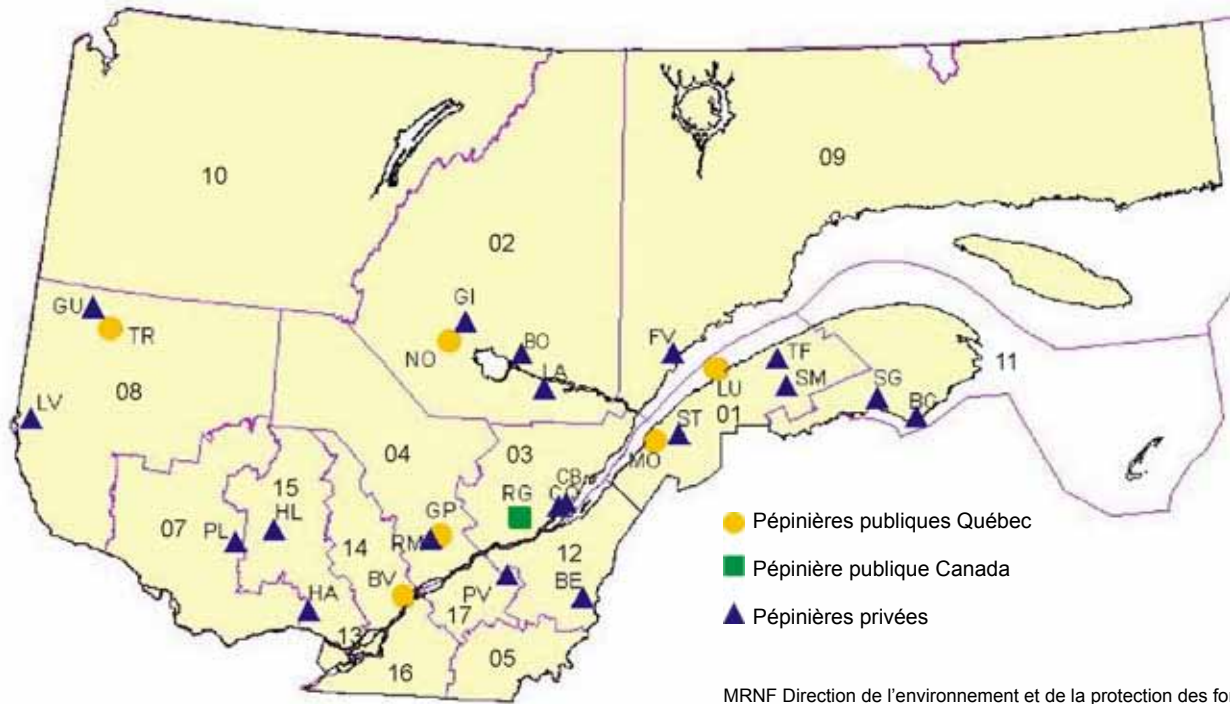 10
09
02
GU
TR
GI
NO
BO
LA
FV
LU
TF
SM
SG
BC
11
LV
08
01
ST
MO
04
03
CB
CO
RG
15
HL
07
PL
GP
RM
14
12
BV
PV
BE
17
HA
13
16
05
Pépinières publiques Québec
Pépinière publique Canada
Pépinières privées
MRNF Direction de l'environnement et de la protection des for